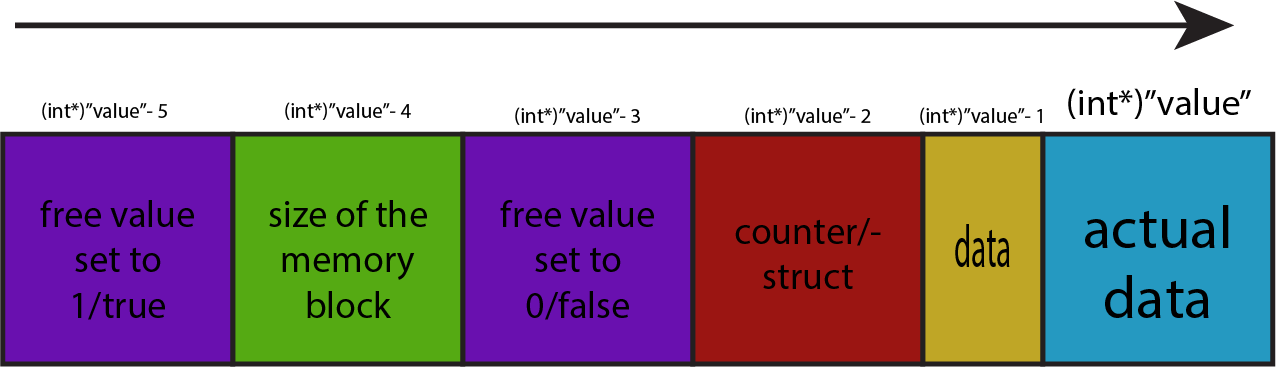 (int*)”value”- 5
(int*)”value”- 4
(int*)”value”- 3
(int*)”value”- 2
(int*)”value”- 1
(int*)”value”
free value
set to
1/true
size of the
memory
block
free value
set to
0/false
counter/-
struct
data
actual
data